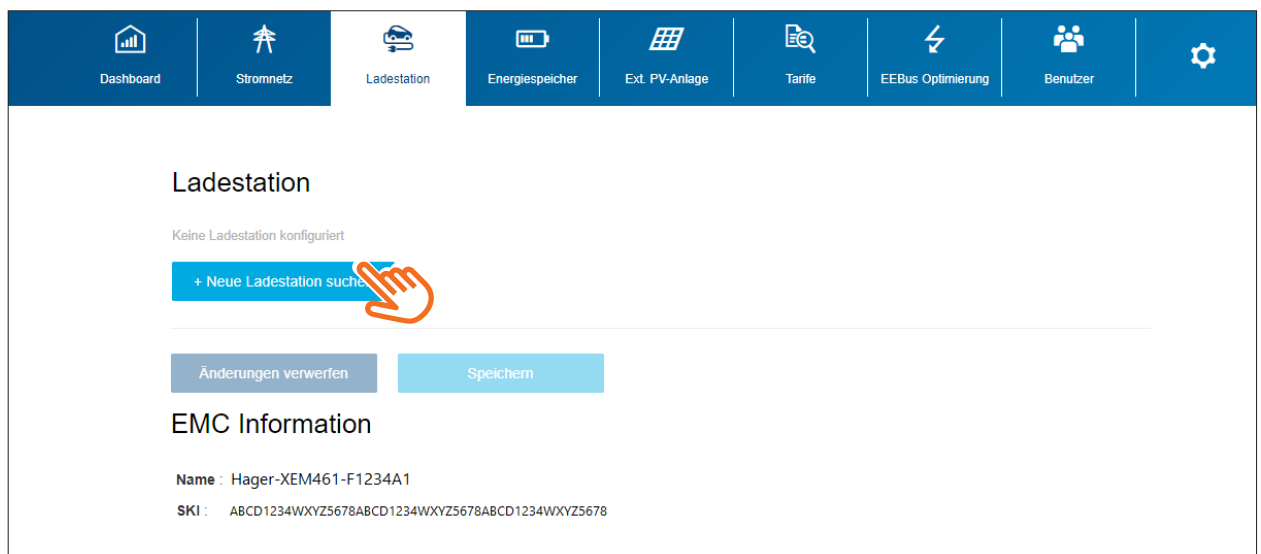 Dashboard
Stromnetz
Ladestation
Energiespeicher
Ext. PV-Anlage
Tarife
EEBus Optimierung
Benutzer
Ladestation
Keine Ladestation konfiguriert
+ Neue Ladestation suche
Änderungen verwerfen
Speichern
EMC Information
Name : Hager-XEM461-F1234A1
SKI : ABCD1234WXYZ5678ABCD1234WXYZ5678ABCD1234WXYZ5678